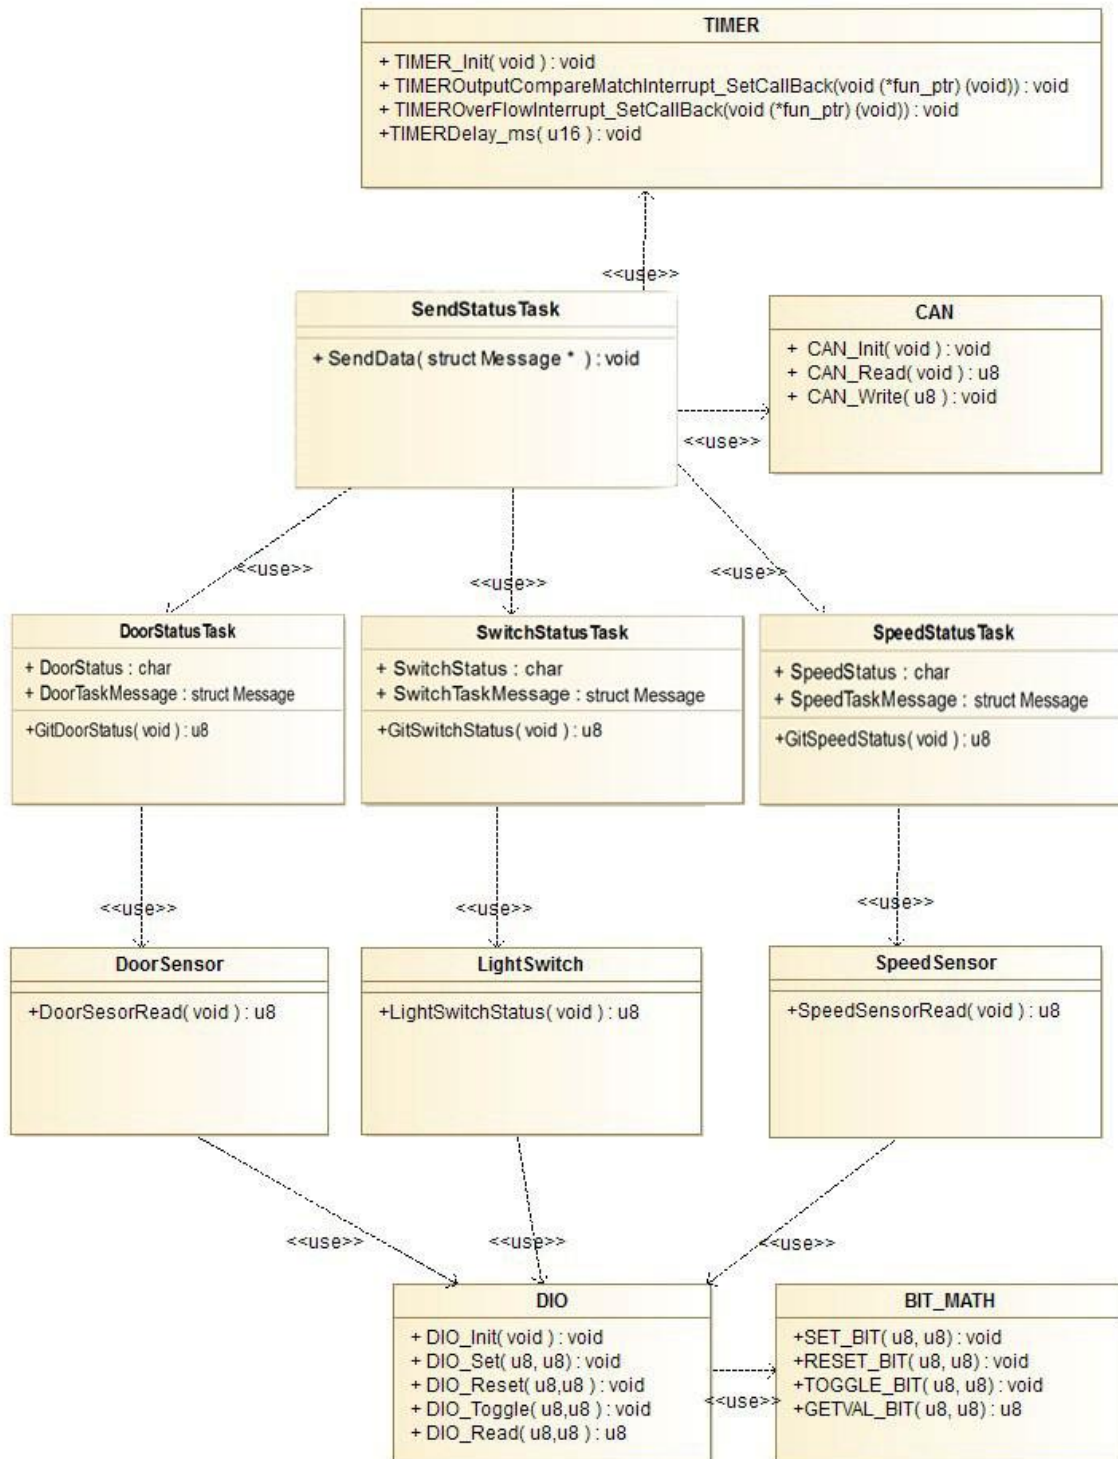 TIMER
+ TIMER_Init( void ) : void
+ TIMEROutputCompareMatchInterrupt_SetCallBack(void (*fun_ptr) (void)) : void
+ TIMEROverFlowInterrupt_SetCallBack(void (*fun_ptr) (void)) : void
+TIMERDelay_ms( u16 ) : void
<<use>>
SendStatusTask
+ SendData( struct Message * ) : void
CAN
+ CAN_Init( void ) : void
+ CAN_Read( void ) : u8
+ CAN_Write( u8 ) : void
<<use>>
<<use>>
<<use>>
<<use>>
DoorStatusTask
+ DoorStatus : char
+ DoorTaskMessage : struct Message
+GitDoorStatus( void ) : u8
SwitchStatusTask
+ SwitchStatus : char
+ SwitchTaskMessage : struct Message
+GitSwitchStatus( void ) : u8
SpeedStatusTask
+ SpeedStatus : char
+ SpeedTaskMessage : struct Message
+GitSpeedStatus( void ) : u8
<<use>>
<<use>>
<<use>>
DoorSensor
+DoorSesorRead( void ) : u8
LightSwitch
+LightSwitchStatus( void ) : u8
SpeedSensor
+SpeedSensorRead( void ) : u8
<<use>>
<<use>>
<<use>>
DIO
+ DIO_Init( void ) : void
+ DIO_Set( u8, u8) : void
+ DIO_Reset( u8,u8 ) : void
+ DIO_Toggle( u8,u8 ) : void
+ DIO_Read( u8,u8 ) : u8
<<use>>
BIT_MATH
+SET_BIT( u8, u8) : void
+RESET_BIT( u8, u8) : void
+TOGGLE_BIT( u8, u8) : void
+GETVAL_BIT( u8, u8) : u8